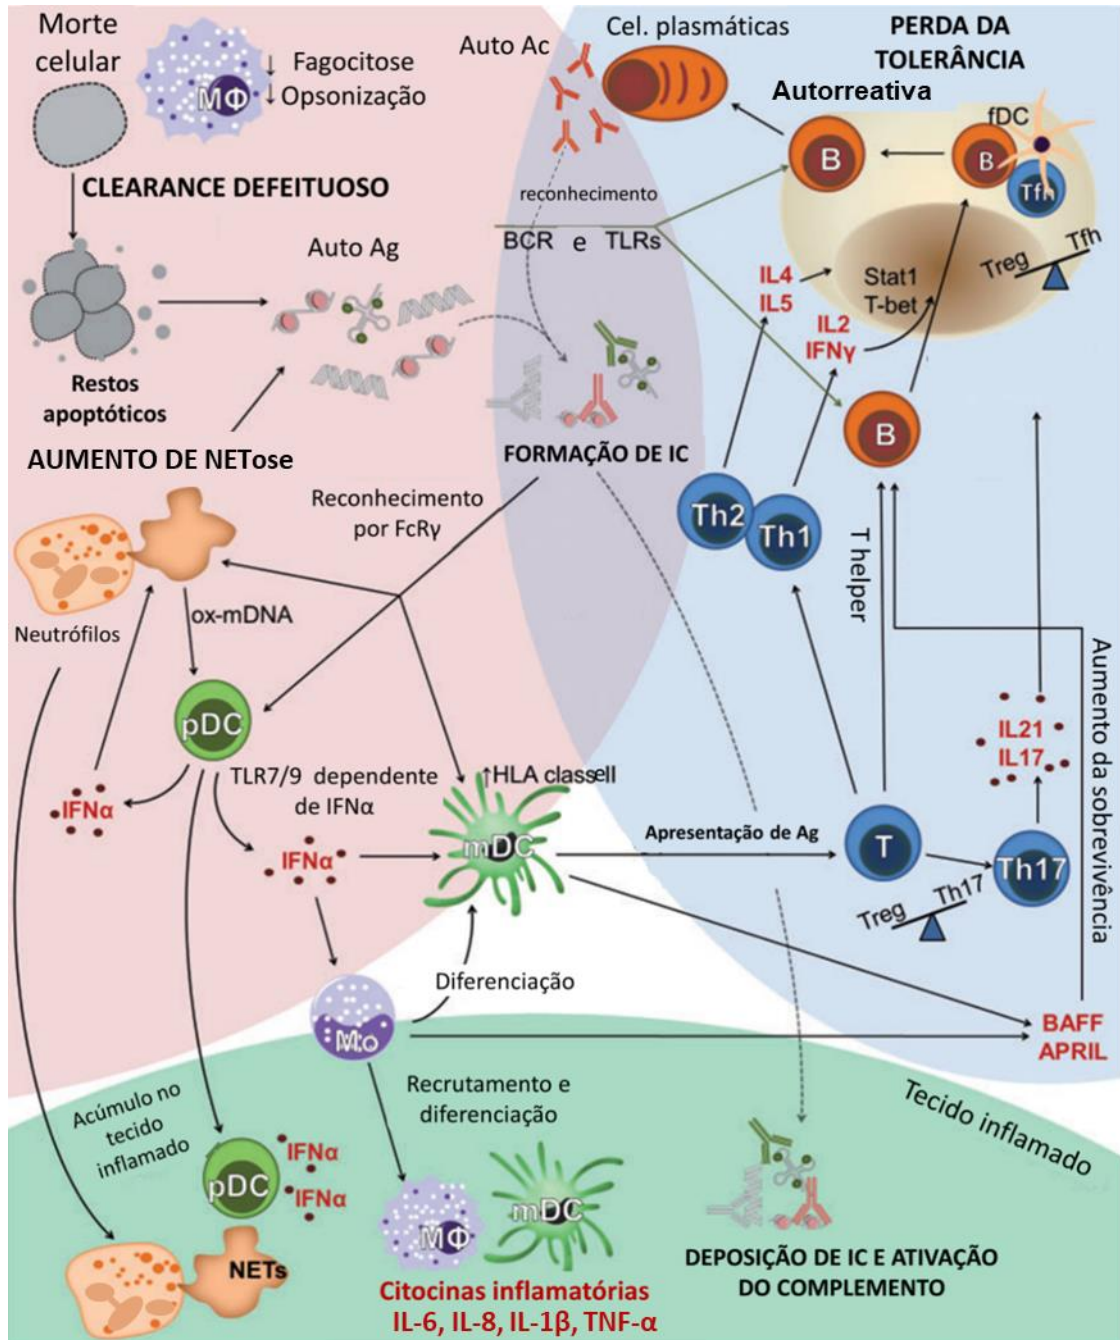 Morte
celular
MΦ
↓ Fagocitose
↓ Opsonização
Auto Ac
Cel. plasmáticas
PERDA DA
TOLERÂNCIA
Autorreativa
fDC
B
B
Tfh
CLEARANCE DEFEITUOSO
reconhecimento
BCR e TLRs
Auto Ag
IL4
IL5
Stat1
T-bet
Treg
Tfh
IL2
IFNγ
Restos
apoptóticos
B
AUMENTO DE NETose
FORMAÇÃO DE IC
Reconhecimento
por FcRγ
Th2
Th1
T helper
ox-mDNA
Neutrófilos
pDC
IL21
IL17
Aumento da sobrevivência
TLR7/9 dependente
de IFNα
↑HLA classeII
IFNα
IFNα
mDC
Apresentação de Ag
T
Th17
Treg
Th17
Diferenciação
BAFF
APRIL
Recrutamento e
diferenciação
Tecido inflamado
Acúmulo no
tecido
inflamado
pDC
IFNα
IFNα
NETs
MΦ
mDC
Citocinas inflamatórias
IL-6, IL-8, IL-1β, TNF-α
DEPOSIÇÃO DE IC E ATIVAÇÃO
DO COMPLEMENTO